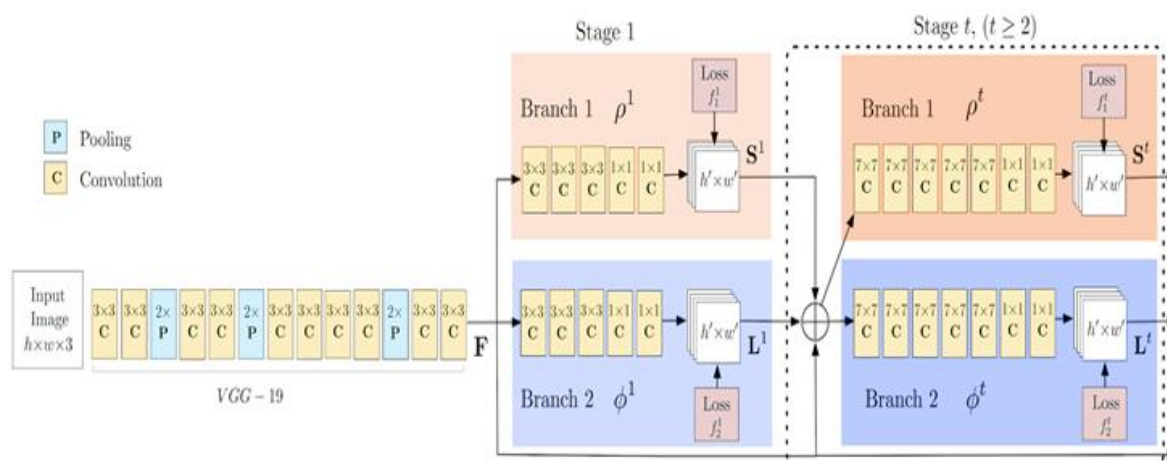 Stage 1
Stage t, (t ≥ 2)
P Pooling
C Convolution
Branch 1 ρ¹
Loss
f₁¹
3×3 C 3×3 C 3×3 C 1×1 C 1×1 C
h′×w′
S¹
Branch 1 ρᵗ
Loss
f₁ᵗ
7×7 C 7×7 C 7×7 C 7×7 C 7×7 C 1×1 C 1×1 C
h′×w′
Sᵗ
Input
Image
h×w×3
3×3 C 3×3 C 2× P 3×3 C 3×3 C 2× P 3×3 C 3×3 C 3×3 C 3×3 C 2× P 3×3 C 3×3 C
F
VGG − 19
3×3 C 3×3 C 3×3 C 1×1 C 1×1 C
h′×w′
L¹
Branch 2 φ¹
Loss
7×7 C 7×7 C 7×7 C 7×7 C 7×7 C 1×1 C 1×1 C
h′×w′
Lᵗ
Branch 2 φᵗ
Loss